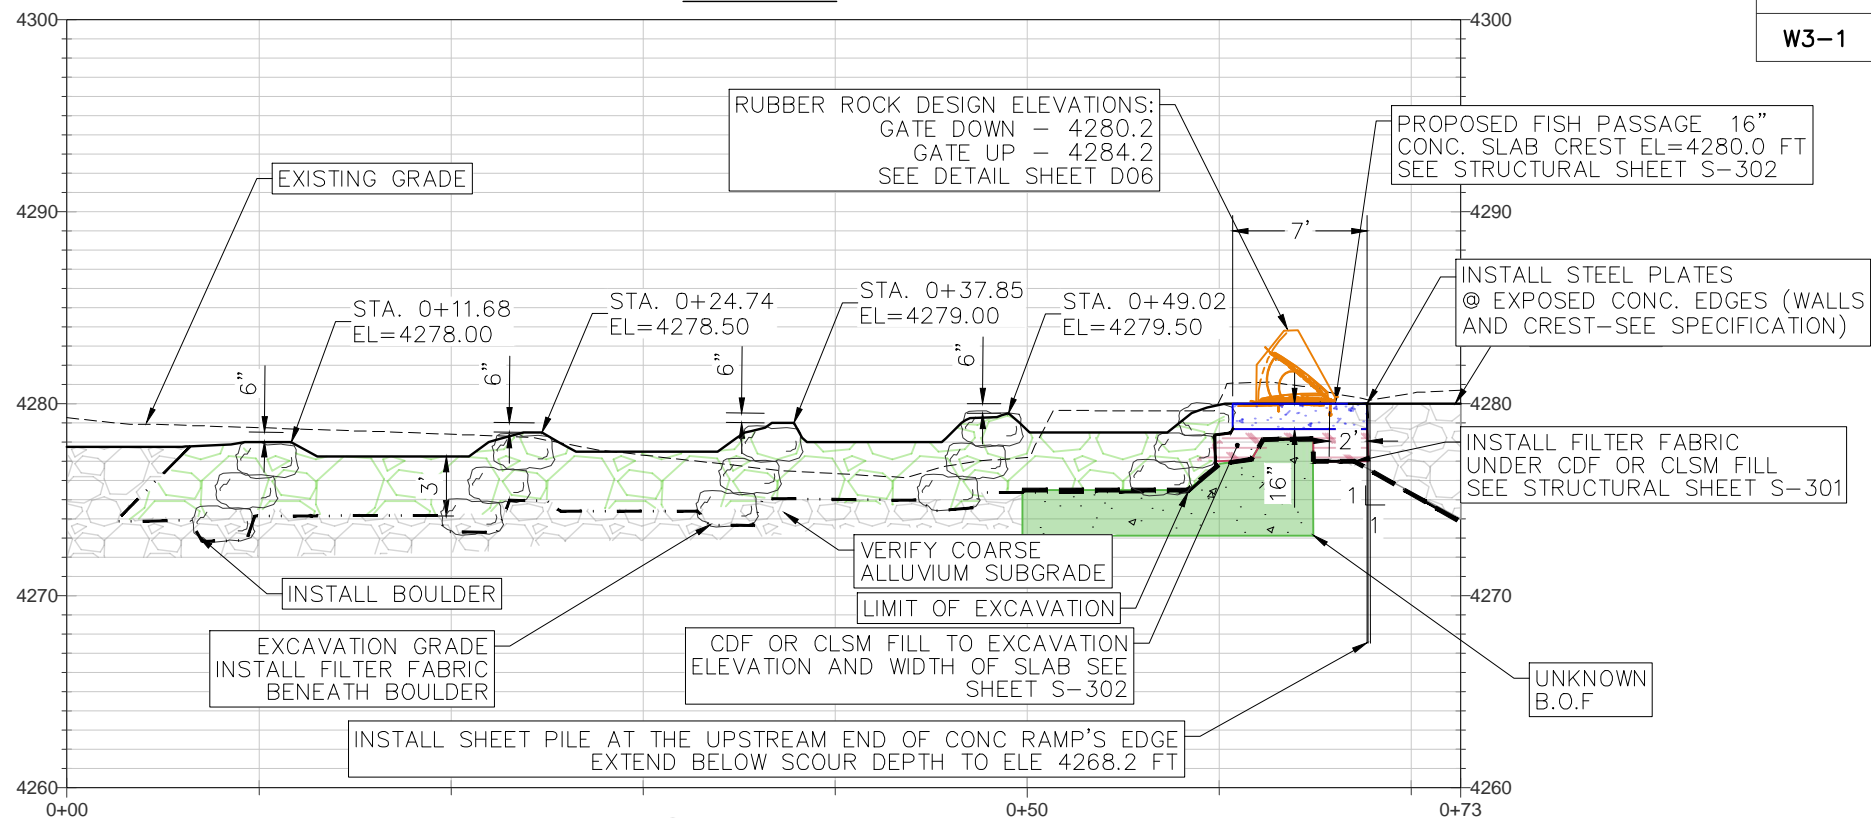 4300
4300
W3-1
RUBBER ROCK DESIGN ELEVATIONS:
GATE DOWN - 4280.2
GATE UP - 4284.2
SEE DETAIL SHEET D06
PROPOSED FISH PASSAGE 16"
CONC. SLAB CREST EL=4280.0 FT
SEE STRUCTURAL SHEET S-302
EXISTING GRADE
4290
4290
7'
INSTALL STEEL PLATES
@ EXPOSED CONC. EDGES (WALLS
AND CREST-SEE SPECIFICATION)
STA. 0+11.68
EL=4278.00
STA. 0+24.74
EL=4278.50
STA. 0+37.85
EL=4279.00
STA. 0+49.02
EL=4279.50
6"
6"
6"
6"
4280
4280
2'
INSTALL FILTER FABRIC
UNDER CDF OR CLSM FILL
SEE STRUCTURAL SHEET S-301
3'
16"
1
1
VERIFY COARSE
ALLUVIUM SUBGRADE
INSTALL BOULDER
LIMIT OF EXCAVATION
4270
4270
EXCAVATION GRADE
INSTALL FILTER FABRIC
BENEATH BOULDER
CDF OR CLSM FILL TO EXCAVATION
ELEVATION AND WIDTH OF SLAB SEE
SHEET S-302
UNKNOWN
B.O.F
INSTALL SHEET PILE AT THE UPSTREAM END OF CONC RAMP'S EDGE
EXTEND BELOW SCOUR DEPTH TO ELE 4268.2 FT
4260
4260
0+00
0+50
0+73